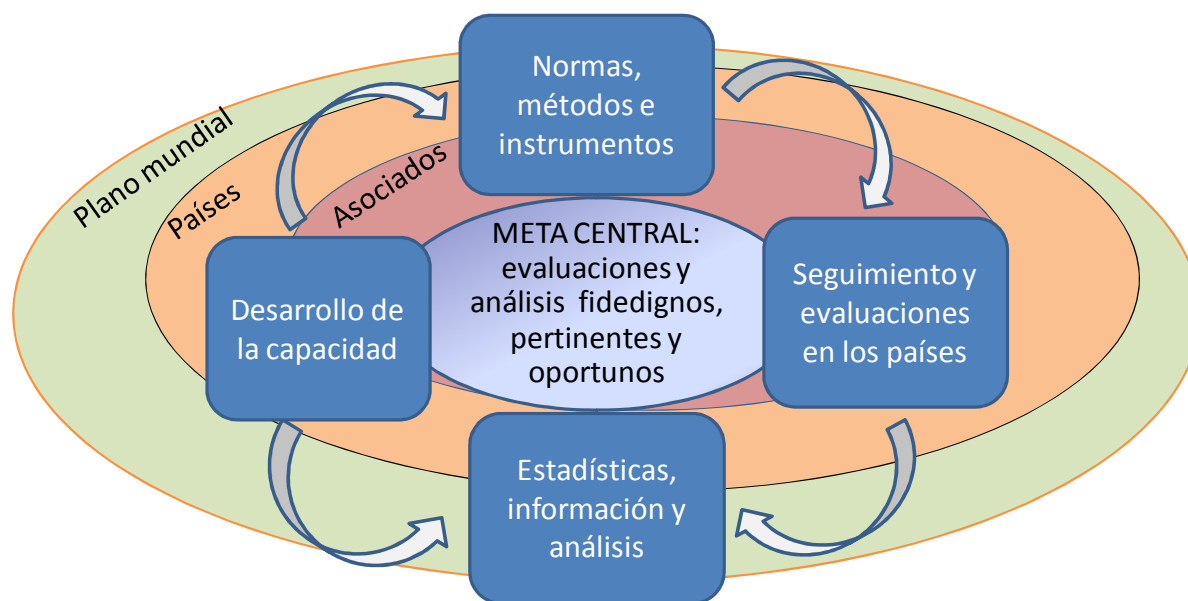 Normas,
métodos e
instrumentos
Plano mundial
Países
Asociados
META CENTRAL:
evaluaciones y
análisis fidedignos,
pertinentes y
oportunos
Desarrollo de
la capacidad
Seguimiento y
evaluaciones
en los países
Estadísticas,
información y
análisis